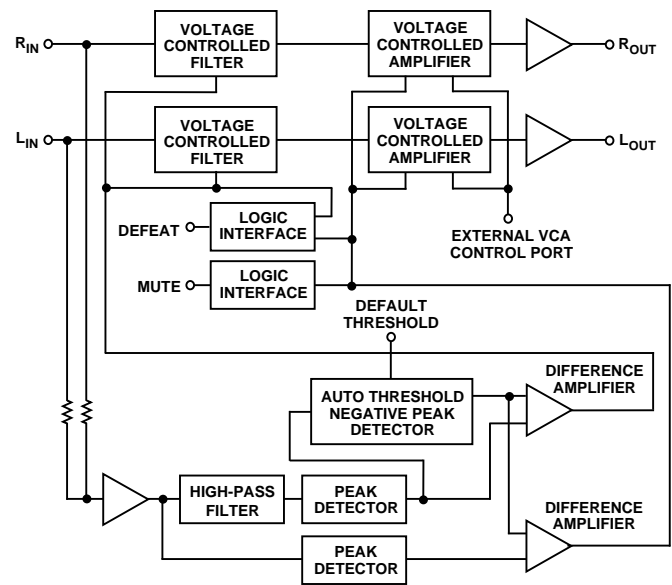 R_IN
VOLTAGE
CONTROLLED
FILTER
VOLTAGE
CONTROLLED
AMPLIFIER
R_OUT
L_IN
VOLTAGE
CONTROLLED
FILTER
VOLTAGE
CONTROLLED
AMPLIFIER
L_OUT
DEFEAT
LOGIC
INTERFACE
EXTERNAL VCA
CONTROL PORT
MUTE
LOGIC
INTERFACE
DEFAULT
THRESHOLD
AUTO THRESHOLD
NEGATIVE PEAK
DETECTOR
DIFFERENCE
AMPLIFIER
HIGH-PASS
FILTER
PEAK
DETECTOR
DIFFERENCE
AMPLIFIER
PEAK
DETECTOR